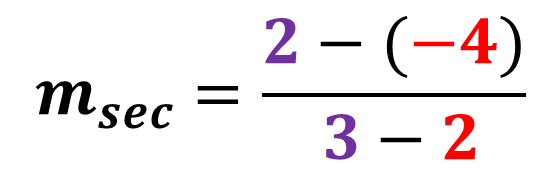 m_sec = (2 − (−4)) / (3 − 2)